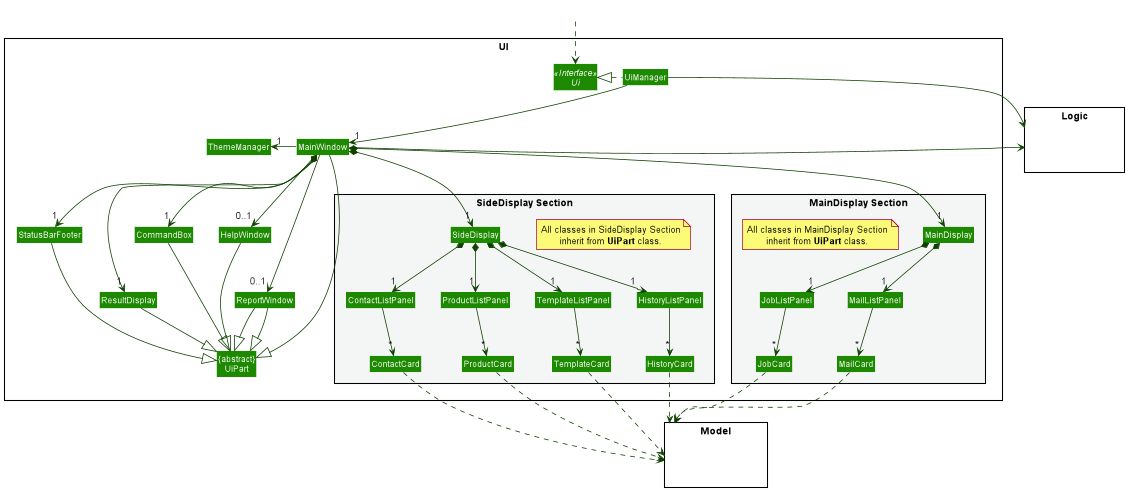 UI
«Interface»
Ui
UiManager
Logic
1
1
ThemeManager
MainWindow
SideDisplay Section
MainDisplay Section
1
1
0..1
1
1
All classes in SideDisplay Section
inherit from UiPart class.
All classes in MainDisplay Section
inherit from UiPart class.
StatusBarFooter
CommandBox
HelpWindow
SideDisplay
MainDisplay
1
0..1
1
1
1
1
1
1
ResultDisplay
ReportWindow
ContactListPanel
ProductListPanel
TemplateListPanel
HistoryListPanel
JobListPanel
MailListPanel
*
*
*
*
*
*
{abstract}
UiPart
ContactCard
ProductCard
TemplateCard
HistoryCard
JobCard
MailCard
Model